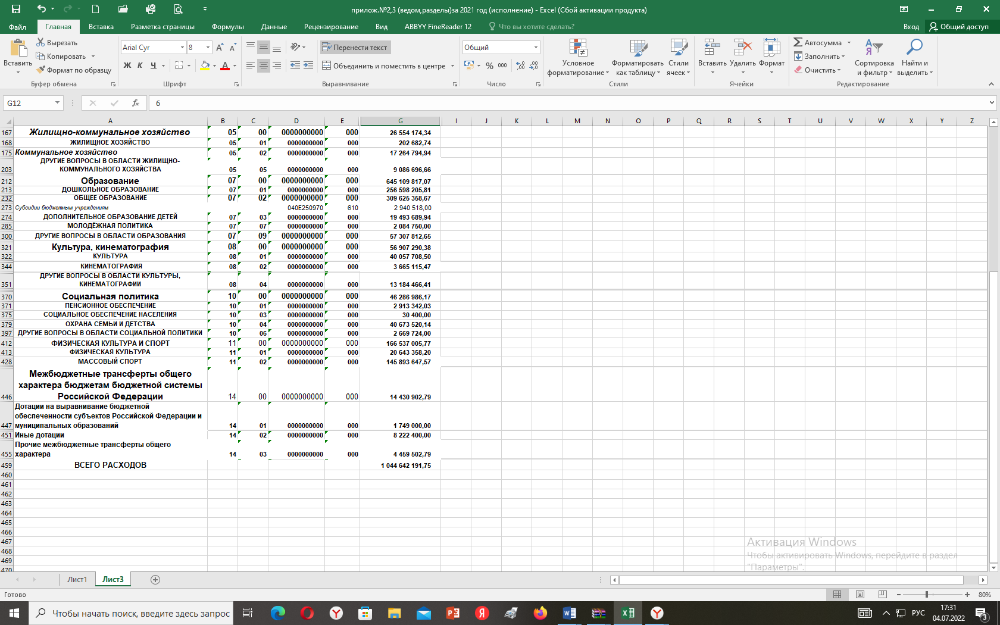 прилож.№2,3 (ведом,разделы)за 2021 год (исполнение) - Excel (Сбой активации продукта)
Файл Главная Вставка Разметка страницы Формулы Данные Рецензирование Вид ABBYY FineReader 12 Что вы хотите сделать? Вход Общий доступ
Вставить
Вырезать
Копировать
Формат по образцу
Буфер обмена
Arial Cyr 8
Ж К Ч
Шрифт
Перенести текст
Объединить и поместить в центре
Выравнивание
Общий
% 000
Число
Условное форматирование
Форматировать как таблицу
Стили ячеек
Стили
Вставить Удалить Формат
Ячейки
Автосумма
Заполнить
Очистить
Сортировка и фильтр
Найти и выделить
Редактирование
G12 fx 6
A B C D E G I J K L M N O P Q R S T U V W X Y Z
167 Жилищно-коммунальное хозяйство 05 00 0000000000 000 26 554 174,34
168 ЖИЛИЩНОЕ ХОЗЯЙСТВО 05 01 0000000000 000 202 682,74
175 Коммунальное хозяйство 05 02 0000000000 000 17 264 794,94
ДРУГИЕ ВОПРОСЫ В ОБЛАСТИ ЖИЛИЩНО-
203 КОММУНАЛЬНОГО ХОЗЯЙСТВА 05 05 0000000000 000 9 086 696,66
212 Образование 07 00 0000000000 000 645 109 817,07
213 ДОШКОЛЬНОЕ ОБРАЗОВАНИЕ 07 01 0000000000 000 256 598 205,81
232 ОБЩЕЕ ОБРАЗОВАНИЕ 07 02 0000000000 000 309 625 358,67
273 Субсидии бюджетным учреждениям 040E250970 610 2 940 518,00
274 ДОПОЛНИТЕЛЬНОЕ ОБРАЗОВАНИЕ ДЕТЕЙ 07 03 0000000000 000 19 493 689,94
285 МОЛОДЁЖНАЯ ПОЛИТИКА 07 07 0000000000 000 2 084 750,00
300 ДРУГИЕ ВОПРОСЫ В ОБЛАСТИ ОБРАЗОВАНИЯ 07 09 0000000000 000 57 307 812,65
321 Культура, кинематография 08 00 0000000000 000 56 907 290,38
322 КУЛЬТУРА 08 01 0000000000 000 40 057 708,50
344 КИНЕМАТОГРАФИЯ 08 02 0000000000 000 3 665 115,47
ДРУГИЕ ВОПРОСЫ В ОБЛАСТИ КУЛЬТУРЫ,
351 КИНЕМАТОГРАФИИ 08 04 0000000000 000 13 184 466,41
370 Социальная политика 10 00 0000000000 000 46 286 986,17
371 ПЕНСИОННОЕ ОБЕСПЕЧЕНИЕ 10 01 0000000000 000 2 913 342,03
375 СОЦИАЛЬНОЕ ОБЕСПЕЧЕНИЕ НАСЕЛЕНИЯ 10 03 0000000000 000 30 400,00
379 ОХРАНА СЕМЬИ И ДЕТСТВА 10 04 0000000000 000 40 673 520,14
397 ДРУГИЕ ВОПРОСЫ В ОБЛАСТИ СОЦИАЛЬНОЙ ПОЛИТИКИ 10 06 0000000000 000 2 669 724,00
412 ФИЗИЧЕСКАЯ КУЛЬТУРА И СПОРТ 11 00 0000000000 000 166 537 005,77
413 ФИЗИЧЕСКАЯ КУЛЬТУРА 11 01 0000000000 000 20 643 358,20
428 МАССОВЫЙ СПОРТ 11 02 0000000000 000 145 893 647,57
Межбюджетные трансферты общего
характера бюджетам бюджетной системы
446 Российской Федерации 14 00 0000000000 000 14 430 902,79
Дотации на выравнивание бюджетной
обеспеченности субъектов Российской Федерации и
447 муниципальных образований 14 01 0000000000 000 1 749 000,00
451 Иные дотации 14 02 0000000000 000 8 222 400,00
Прочие межбюджетные трансферты общего
455 характера 14 03 0000000000 000 4 459 502,79
459 ВСЕГО РАСХОДОВ 1 044 642 191,75
460
461
462
463
464
465
466
467
468
469
470
Активация Windows
Чтобы активировать Windows, перейдите в раздел
"Параметры".
Лист1 Лист3
Готово 80%
Чтобы начать поиск, введите здесь запрос
РУС 17:31
04.07.2022 3